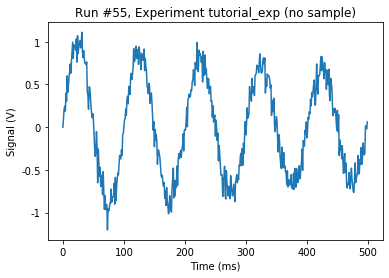 Run #55, Experiment tutorial_exp (no sample)
1
0.5
0
-0.5
-1
Signal (V)
0 100 200 300 400 500
Time (ms)